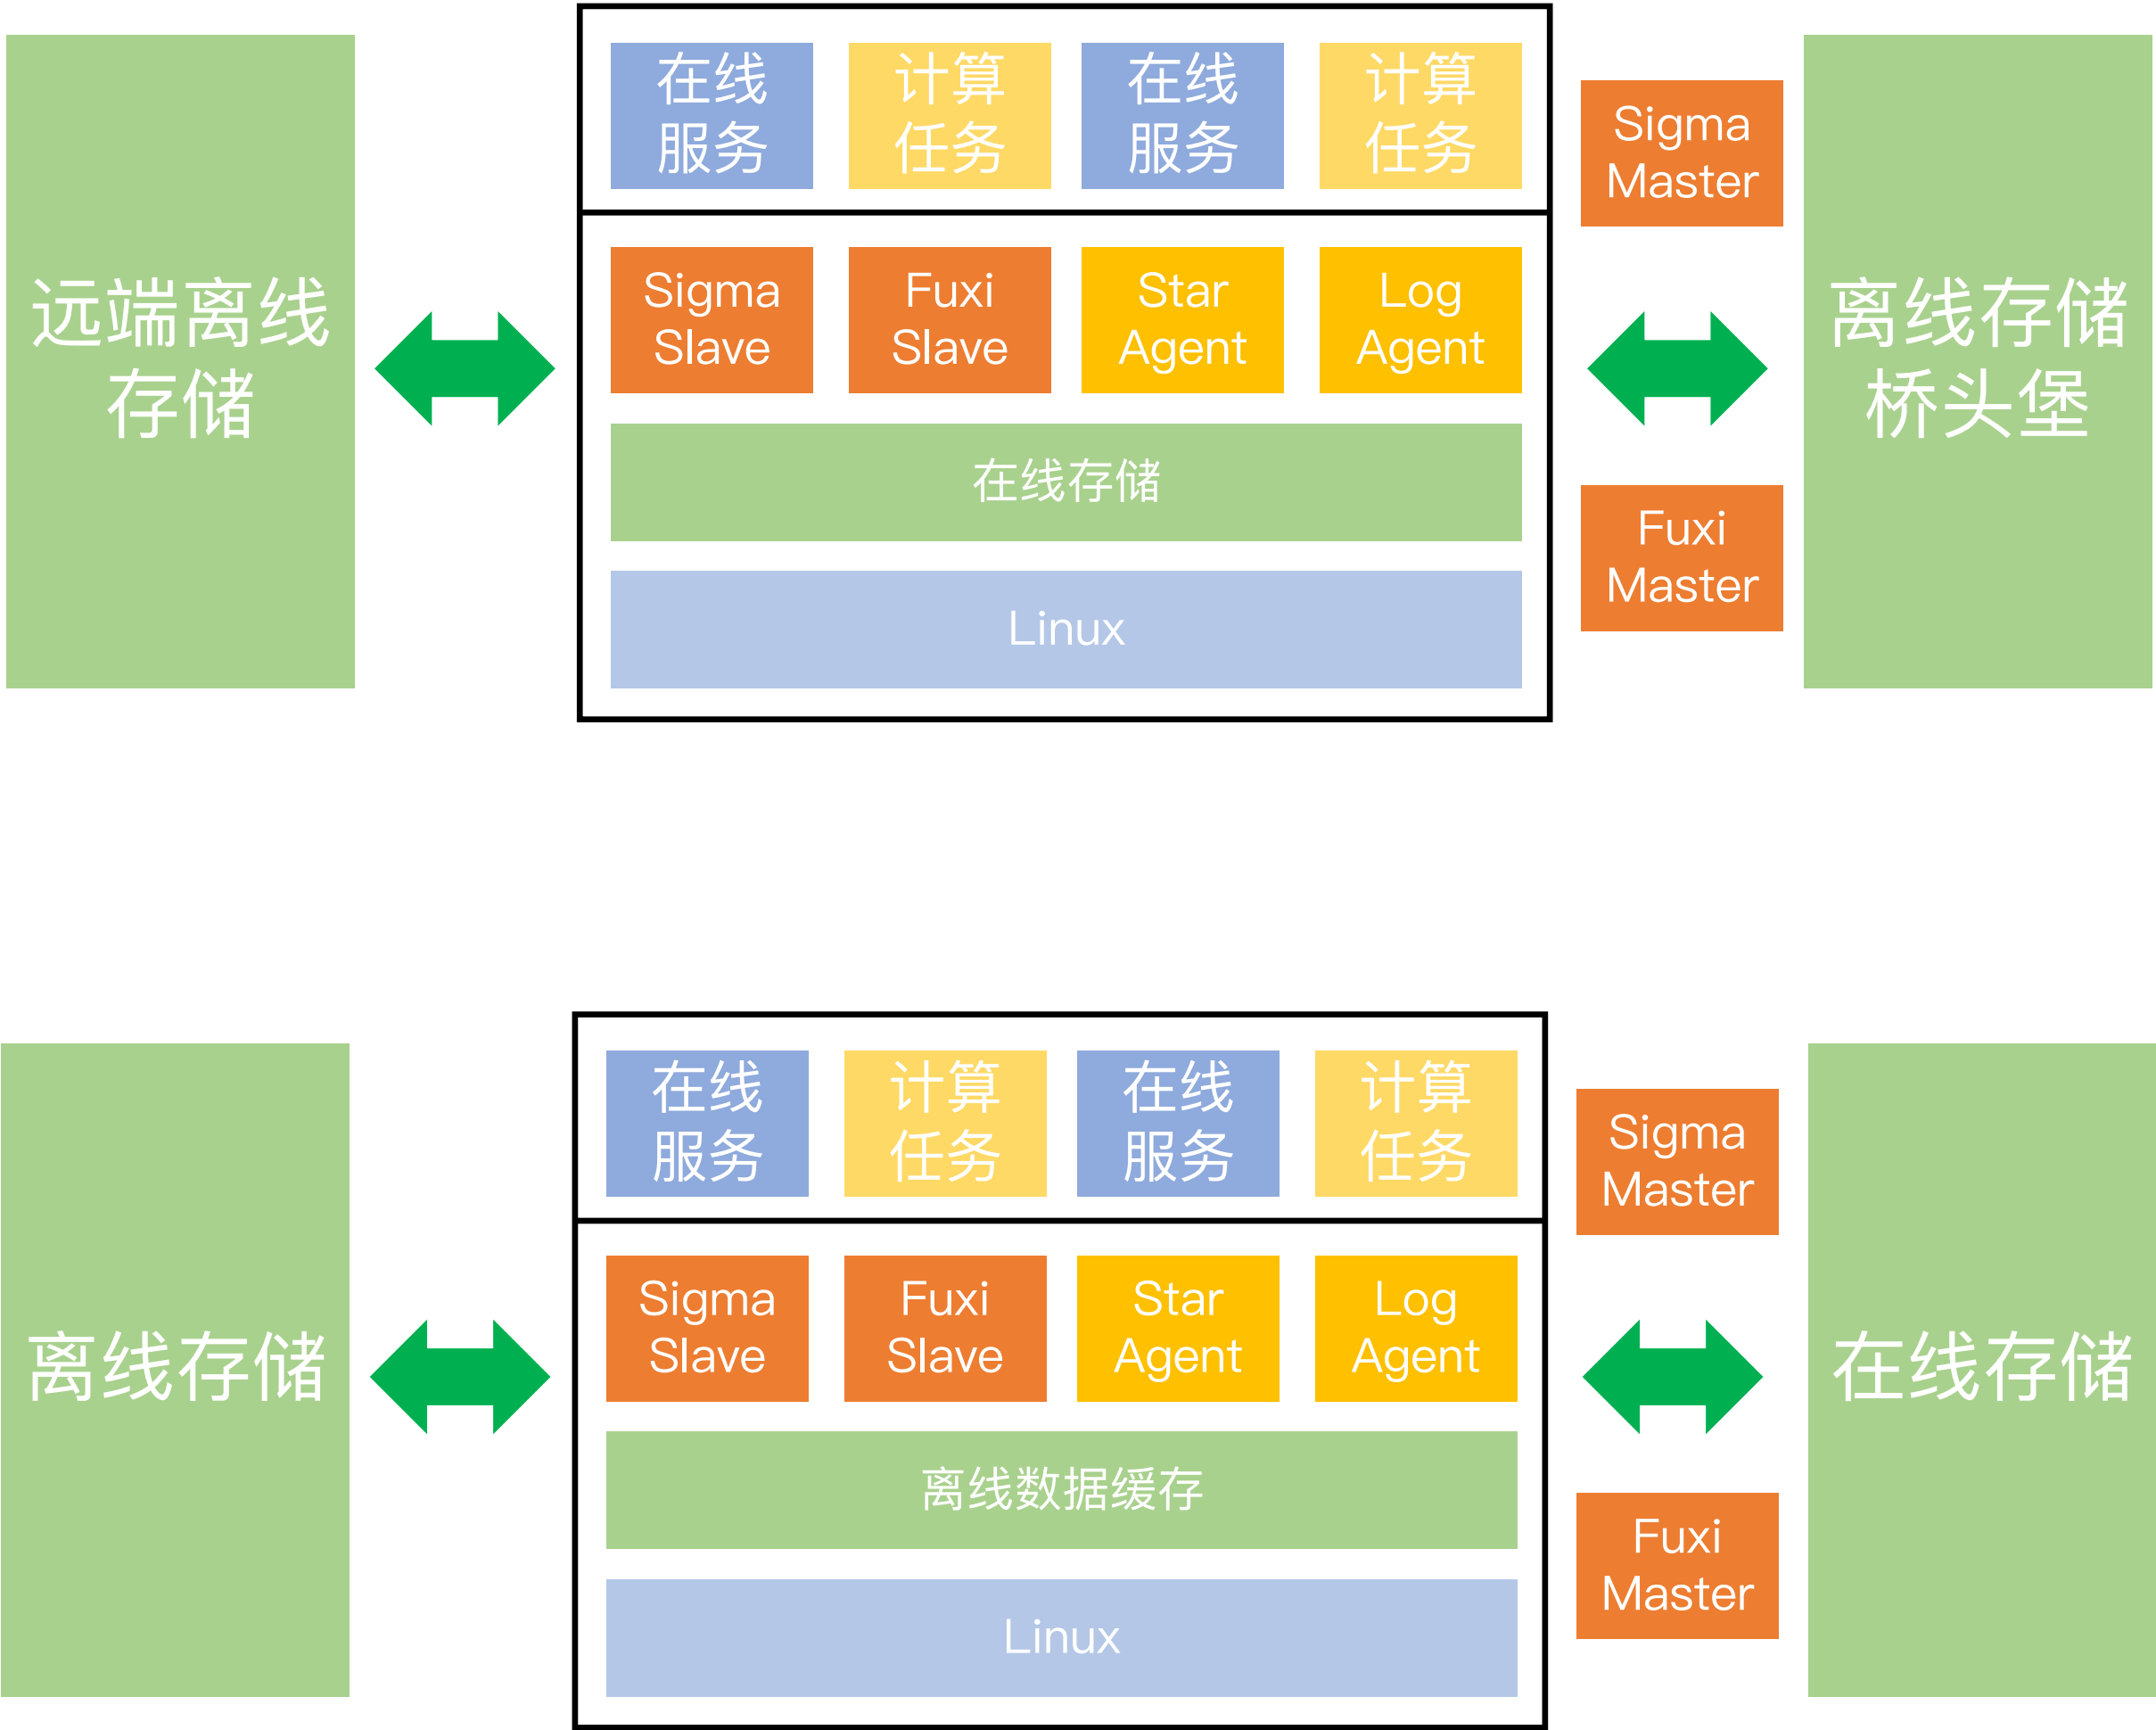 远端离线
存储
在线
服务
计算
任务
在线
服务
计算
任务
Sigma
Slave
Fuxi
Slave
Star
Agent
Log
Agent
在线存储
Linux
Sigma
Master
Fuxi
Master
离线存储
桥头堡
离线存储
在线
服务
计算
任务
在线
服务
计算
任务
Sigma
Slave
Fuxi
Slave
Star
Agent
Log
Agent
离线数据缓存
Linux
Sigma
Master
Fuxi
Master
在线存储